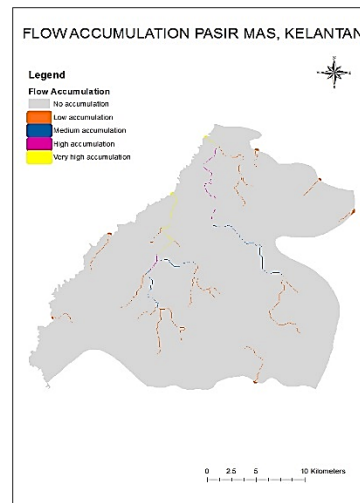 FLOW ACCUMULATION PASIR MAS, KELANTAN
N
Legend
Flow Accumulation
No accumulation
Low accumulation
Medium accumulation
High accumulation
Very high accumulation
0 2.5 5 10 Kilometers